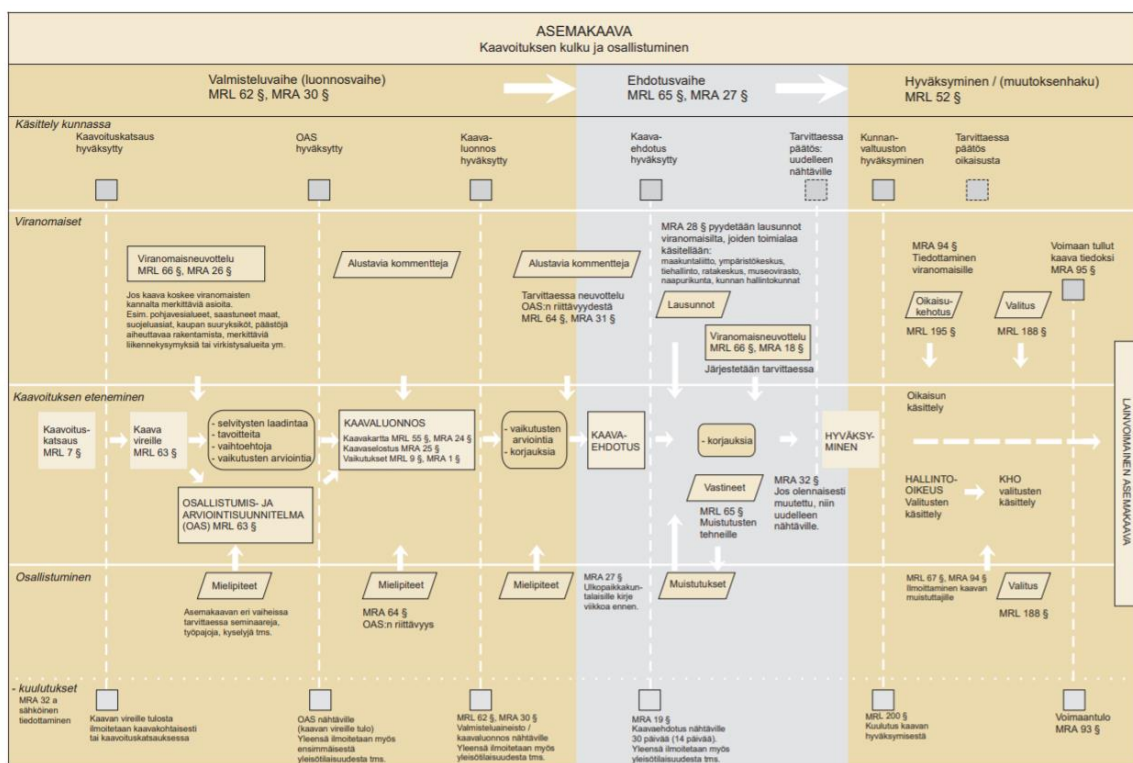 ASEMAKAAVA
Kaavoituksen kulku ja osallistuminen
Valmisteluvaihe (luonnosvaihe)
MRL 62 §, MRA 30 §
Ehdotusvaihe
MRL 65 §, MRA 27 §
Hyväksyminen / (muutoksenhaku)
MRL 52 §
Käsittely kunnassa
Kaavoituskatsaus
hyväksytty
OAS
hyväksytty
Kaava-
luonnos
hyväksytty
Kaava-
ehdotus
hyväksytty
Tarvittaessa
päätös:
uudelleen
nähtäville
Kunnan-
valtuuston
hyväksyminen
Tarvittaessa
päätös
oikaisusta
Viranomaiset
Viranomaisneuvottelu
MRL 66 §, MRA 26 §
Jos kaava koskee viranomaisten
kannalta merkittäviä asioita.
Esim. pohjavesialueet, saastuneet maat,
suojeluasiat, kaupan suuryksiköt, päästöjä
aiheuttavaa rakentamista, merkittäviä
liikennekysymyksiä tai virkistysalueita ym.
Alustavia kommentteja
Alustavia kommentteja
Tarvittaessa neuvottelu
OAS:n riittävyydestä
MRL 64 §, MRA 31 §
MRA 28 § pyydetään lausunnot
viranomaisilta, joiden toimialaa
käsitellään:
maakuntaliitto, ympäristökeskus,
tiehallinto, ratakeskus, museovirasto,
naapurikunta, kunnan hallintokunnat
Lausunnot
Viranomaisneuvottelu
MRL 66 §, MRA 18 §
Järjestetään tarvittaessa
MRA 94 §
Tiedottaminen
viranomaisille
Oikaisu-
kehotus
MRL 195 §
Valitus
MRL 188 §
Voimaan tullut
kaava tiedoksi
MRA 95 §
Kaavoituksen eteneminen
Kaavoitus-
katsaus
MRL 7 §
Kaava
vireille
MRL 63 §
- selvitysten laadintaa
- tavoitteita
- vaihtoehtoja
- vaikutusten arviointia
OSALLISTUMIS- JA
ARVIOINTISUUNNITELMA
(OAS) MRL 63 §
KAAVALUONNOS
Kaavakartta MRL 55 §, MRA 24 §
Kaavaselostus MRA 25 §
Vaikutukset MRL 9 §, MRA 1 §
- vaikutusten
arviointia
- korjauksia
KAAVA-
EHDOTUS
- korjauksia
Vastineet
MRL 65 §
Muistutusten
tehneille
MRA 32 §
Jos olennaisesti
muutettu, niin
uudelleen
nähtäville.
HYVÄKSY-
MINEN
Oikaisun
käsittely
HALLINTO-
OIKEUS
Valitusten
käsittely
KHO
valitusten
käsittely
LAINVOIMAINEN ASEMAKAAVA
Osallistuminen
Mielipiteet
Asemakaavan eri vaiheissa
tarvittaessa seminaareja,
työpajoja, kyselyjä tms.
Mielipiteet
MRA 64 §
OAS:n riittävyys
Mielipiteet
MRA 27 §
Ulkopaikkakun-
talaisille kirje
viikkoa ennen.
Muistutukset
MRL 67 §, MRA 94 §
Ilmoittaminen kaavan
muistuttajille
Valitus
MRL 188 §
- kuulutukset
MRA 32 a
sähköinen
tiedottaminen
Kaavan vireille tulosta
ilmoitetaan kaavakohtaisesti
tai kaavoituskatsauksessa
OAS nähtäville
(kaavan vireille tulo)
Yleensä ilmoitetaan myös
ensimmäisestä
yleisötilaisuudesta tms.
MRL 62 §, MRA 30 §
Valmisteluaineisto /
kaavaluonnos nähtäville
Yleensä ilmoitetaan myös
yleisötilaisuudesta tms.
MRA 19 §
Kaavaehdotus nähtäville
30 päivää (14 päivää).
Yleensä ilmoitetaan myös
yleisötilaisuudesta tms.
MRL 200 §
Kuulutus kaavan
hyväksymisestä
Voimaantulo
MRA 93 §